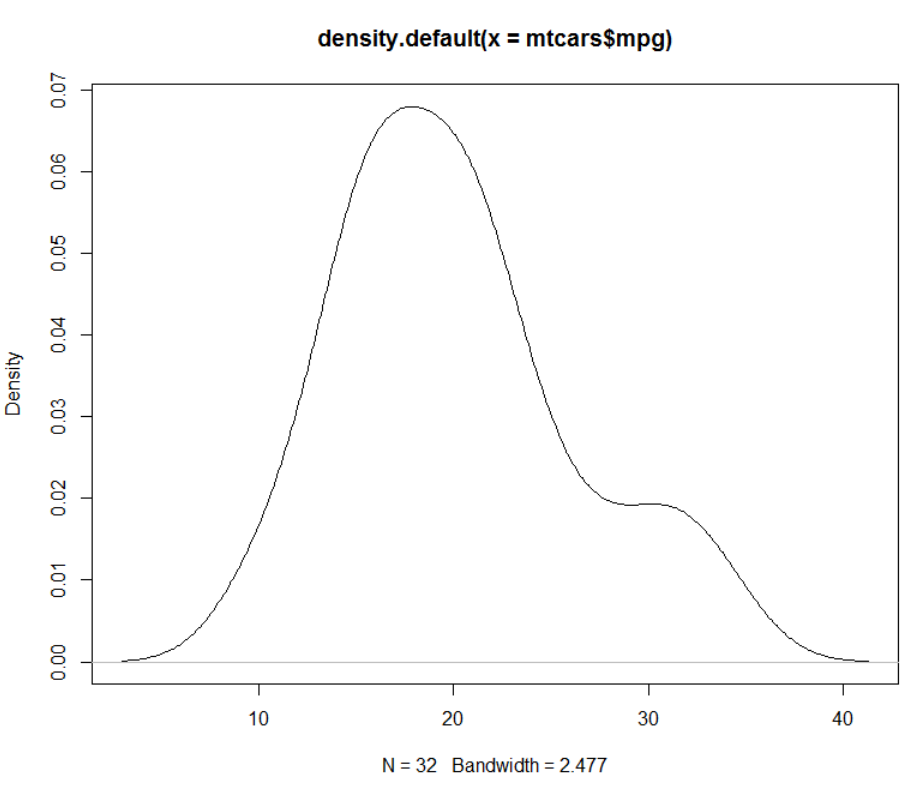 density.default(x = mtcars$mpg)
0.07
0.06
0.05
0.04
0.03
0.02
0.01
0.00
Density
10 20 30 40
N = 32 Bandwidth = 2.477